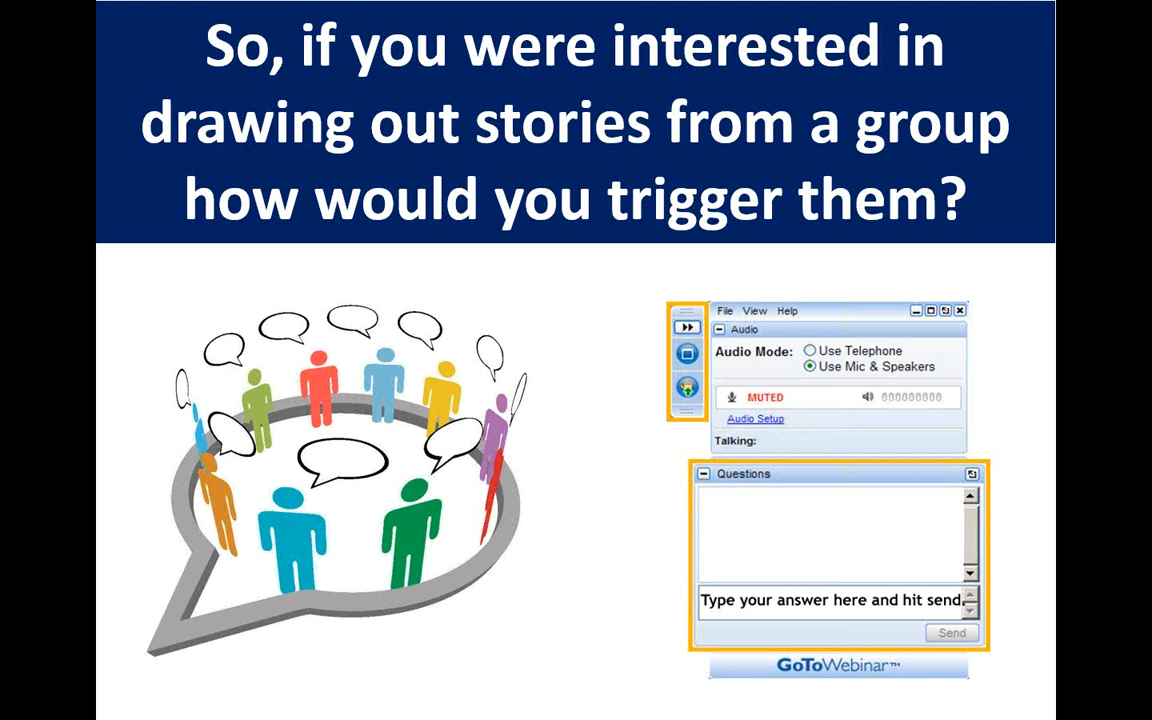 So, if you were interested in
drawing out stories from a group
how would you trigger them?
File View Help
Audio
Audio Mode: Use Telephone
Use Mic & Speakers
MUTED 000000000
Audio Setup
Talking:
Questions
Type your answer here and hit send.
Send
GoToWebinar™